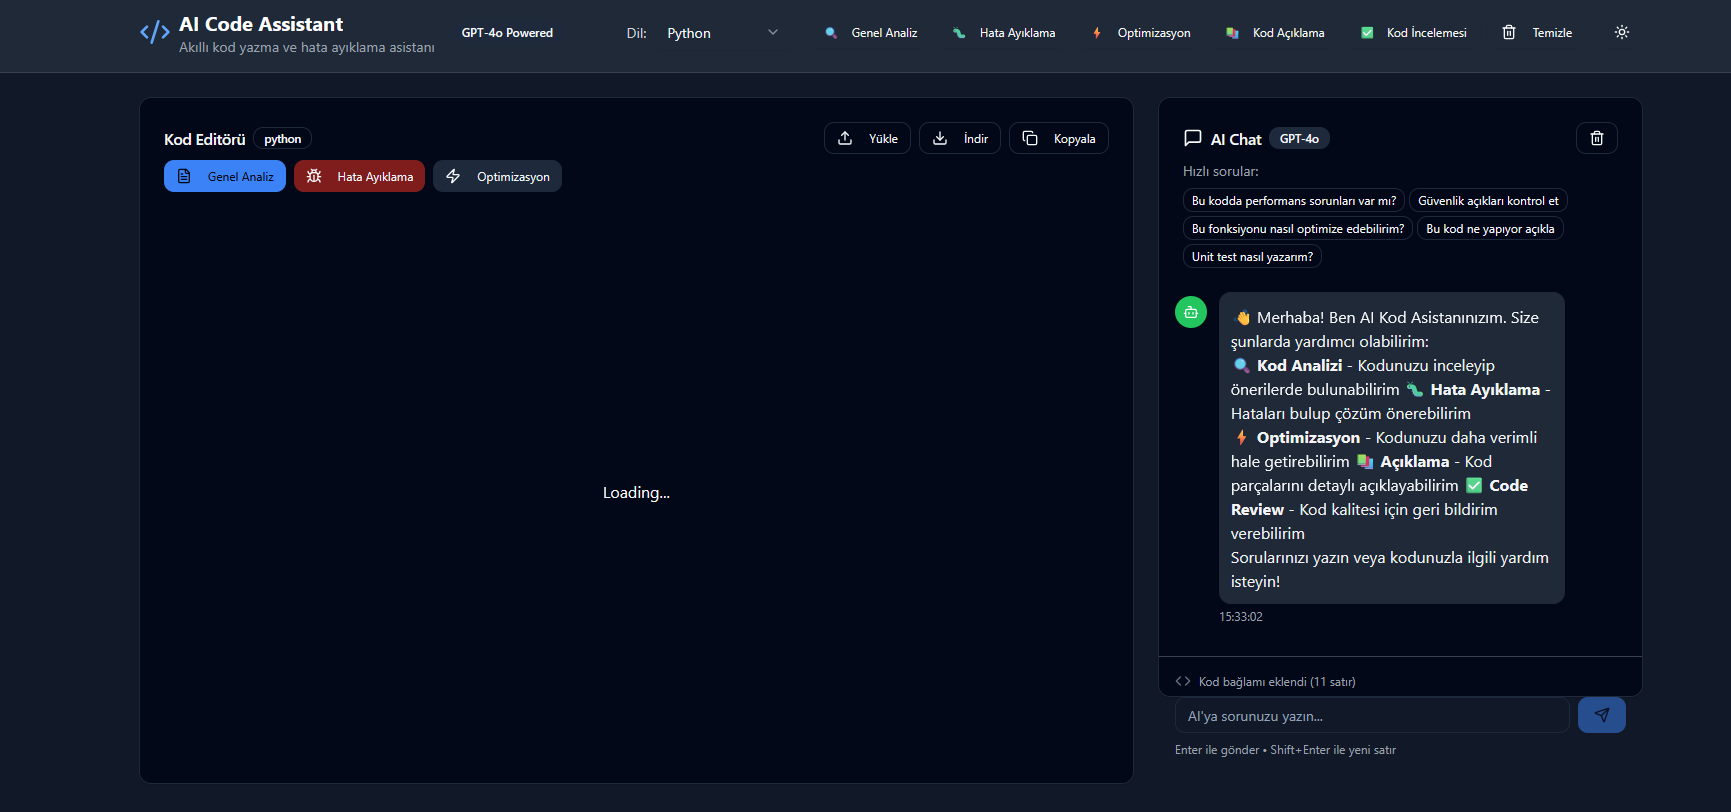 AI Code Assistant
Akıllı kod yazma ve hata ayıklama asistanı
GPT-4o Powered
Dil:
Python
Genel Analiz
Hata Ayıklama
Optimizasyon
Kod Açıklama
Kod İncelemesi
Temizle
Kod Editörü
python
Yükle
İndir
Kopyala
Genel Analiz
Hata Ayıklama
Optimizasyon
Loading...
AI Chat
GPT-4o
Hızlı sorular:
Bu kodda performans sorunları var mı?
Güvenlik açıkları kontrol et
Bu fonksiyonu nasıl optimize edebilirim?
Bu kod ne yapıyor açıkla
Unit test nasıl yazarım?
👋 Merhaba! Ben AI Kod Asistanınızım. Size
şunlarda yardımcı olabilirim:
🔍 Kod Analizi - Kodunuzu inceleyip
önerilerde bulunabilirim 🐛 Hata Ayıklama -
Hataları bulup çözüm önerebilirim
⚡ Optimizasyon - Kodunuzu daha verimli
hale getirebilirim 📚 Açıklama - Kod
parçalarını detaylı açıklayabilirim ✅ Code
Review - Kod kalitesi için geri bildirim
verebilirim
Sorularınızı yazın veya kodunuzla ilgili yardım
isteyin!
15:33:02
Kod bağlamı eklendi (11 satır)
AI'ya sorunuzu yazın...
Enter ile gönder • Shift+Enter ile yeni satır